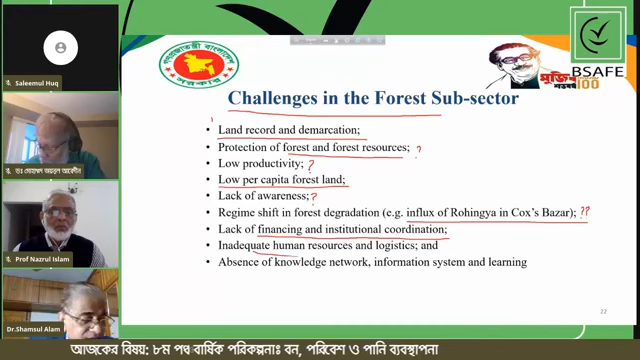 Saleemul Huq
BSAFE
মুজিব
শতবর্ষ 100
Challenges in the Forest Sub-sector
• Land record and demarcation;
• Protection of forest and forest resources; ?
• Low productivity; ?
• Low per capita forest land;
• Lack of awareness; ?
• Regime shift in forest degradation (e.g. influx of Rohingya in Cox's Bazar); ??
• Lack of financing and institutional coordination;
• Inadequate human resources and logistics; and
• Absence of knowledge network, information system and learning
Prof Nazrul Islam
Dr.Shamsul Alam
22
আজকের বিষয়: ৮ম পঞ্চ বার্ষিক পরিকল্পনাঃ বন, পরিবেশ ও পানি ব্যবস্থাপনা